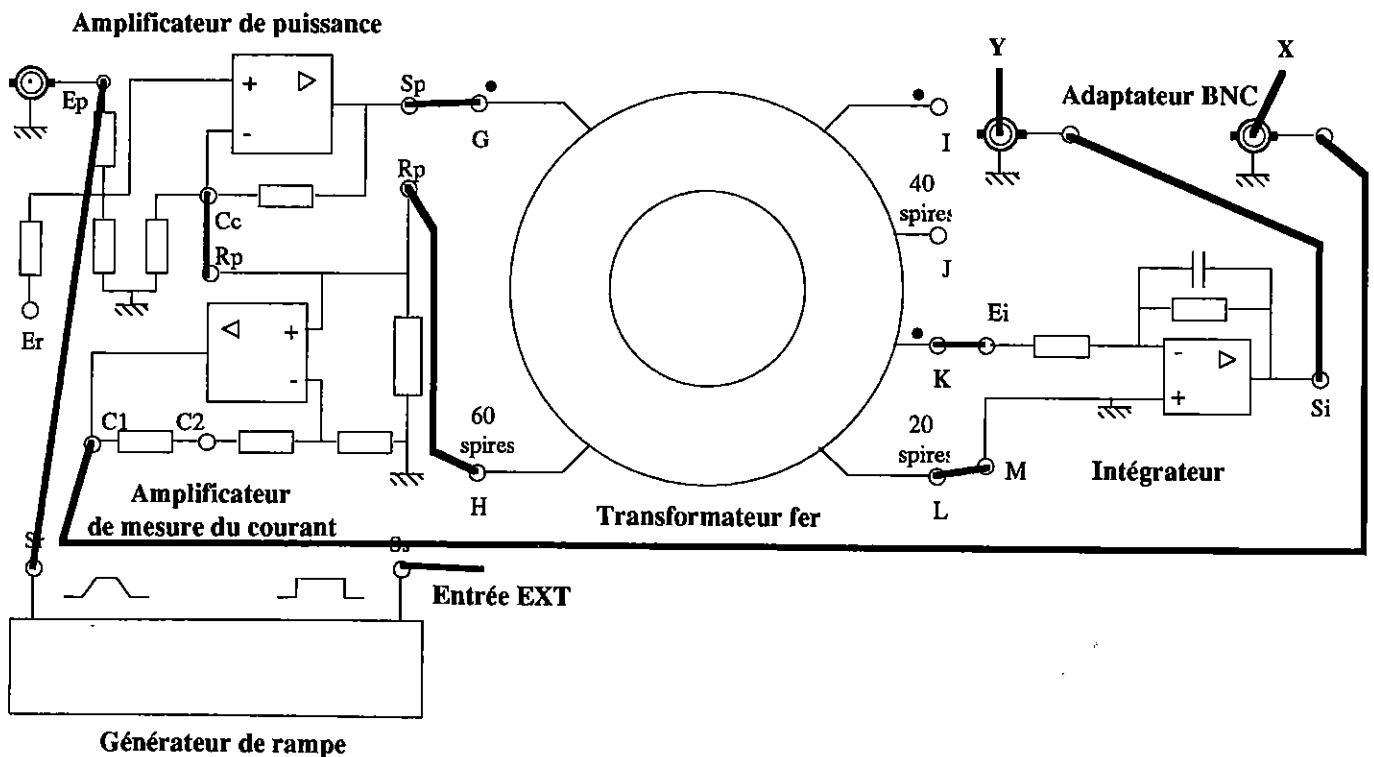 Amplificateur de puissance
Y
X
Ep
+
-
Sp
G
I
Adaptateur BNC
Rp
40
spires
Cc
Rp
J
Er
+
-
Ei
K
-
+
Si
C1
C2
60
spires
20
spires
M
Intégrateur
H
L
Amplificateur
de mesure du courant
Transformateur fer
Entrée EXT
Générateur de rampe